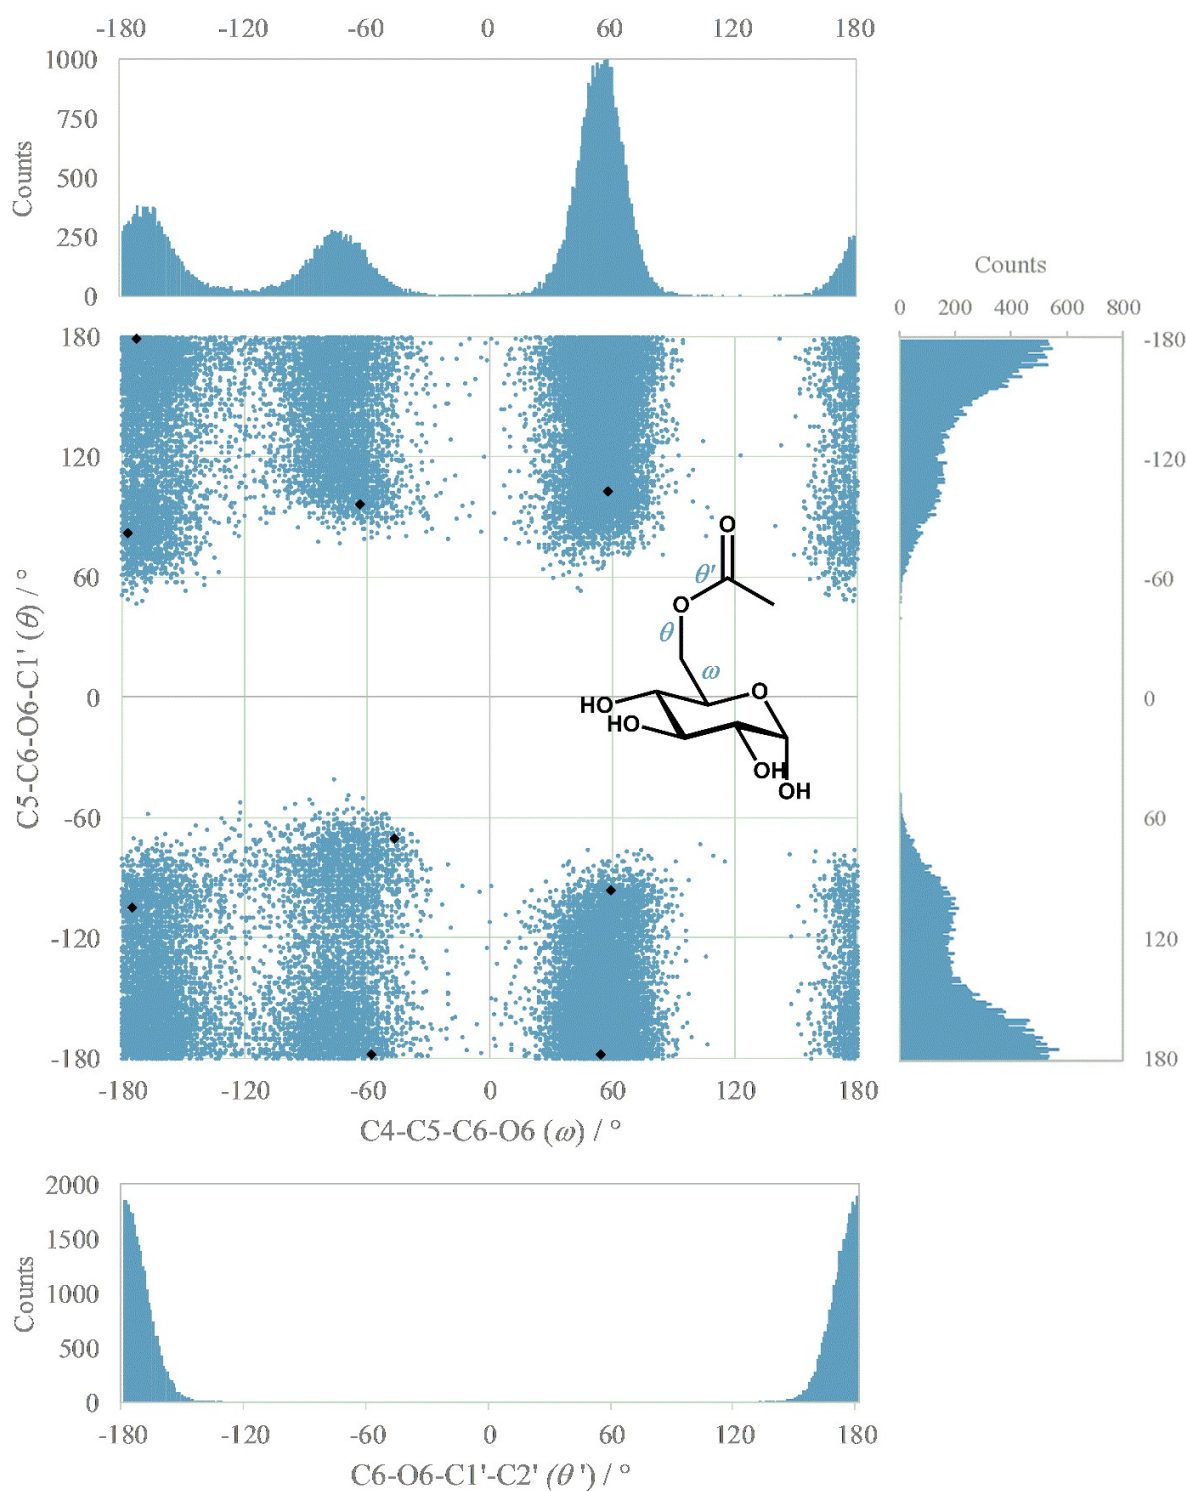 -180 -120 -60 0 60 120 180
1000
750
500
250
0
Counts
Counts
0 200 400 600 800
180
120
60
0
-60
-120
-180
C5-C6-O6-C1' (θ) / °
-180
-120
-60
0
60
120
180
O
θ'
O
θ
ω
O
HO
HO
OH
OH
-180 -120 -60 0 60 120 180
C4-C5-C6-O6 (ω) / °
2000
1500
1000
500
0
Counts
-180 -120 -60 0 60 120 180
C6-O6-C1'-C2' (θ ') / °